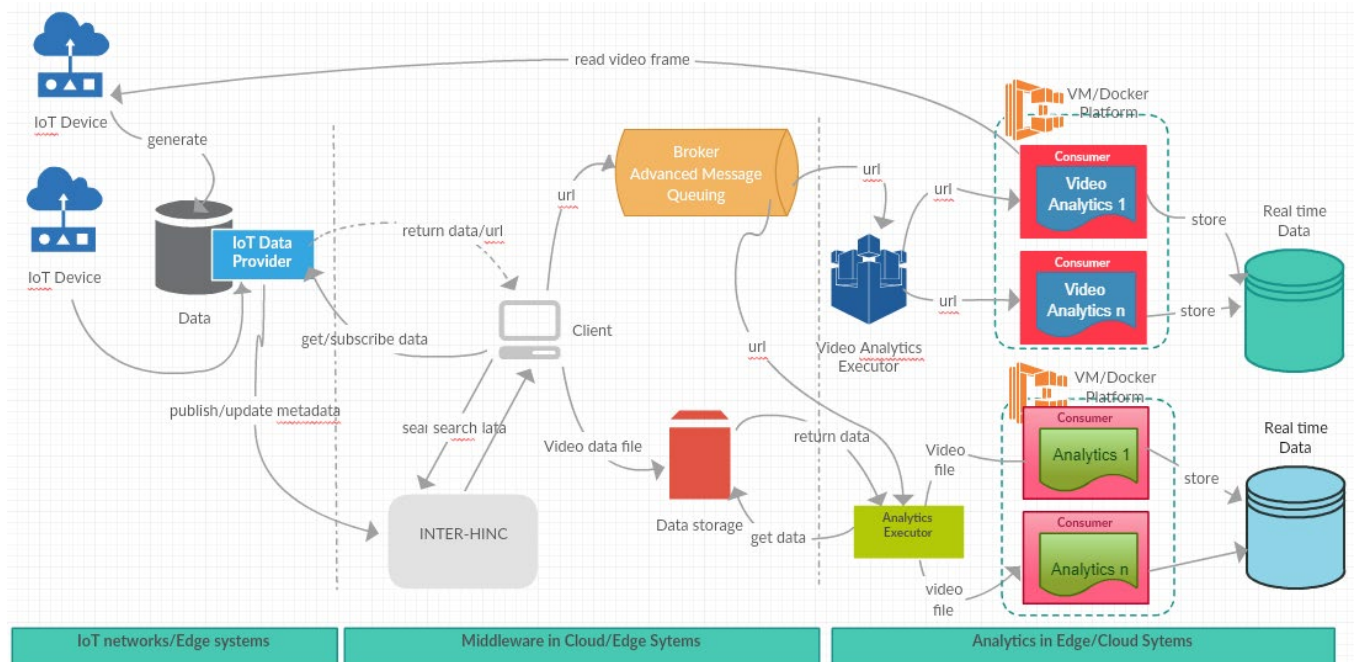 read video frame
IoT Device
generate
VM/Docker
Platform
Broker
Advanced Message
Queuing
url
url
url
Consumer
Video
Analytics 1
store
Real time
Data
IoT Device
IoT Data
Provider
return data/url
Data
Client
get/subscribe data
url
Consumer
Video
Analytics n
store
Video Analytics
Executor
url
VM/Docker
Platform
publish/update metadata
search
Video data file
return data
Video
file
Consumer
Analytics 1
store
Real time
Data
INTER-HINC
Data storage
get data
Analytics
Executor
Consumer
Analytics n
video
file
IoT networks/Edge systems
Middleware in Cloud/Edge Sytems
Analytics in Edge/Cloud Sytems